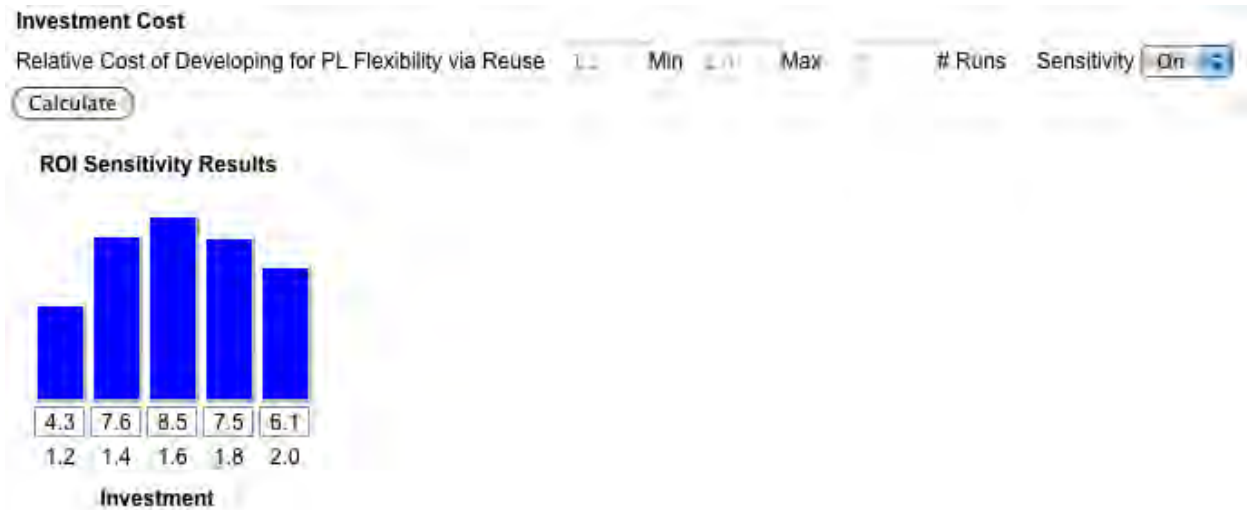 Investment Cost
Relative Cost of Developing for PL Flexibility via Reuse Min Max # Runs Sensitivity On
Calculate
ROI Sensitivity Results
4.3 7.6 8.5 7.5 6.1
1.2 1.4 1.6 1.8 2.0
Investment